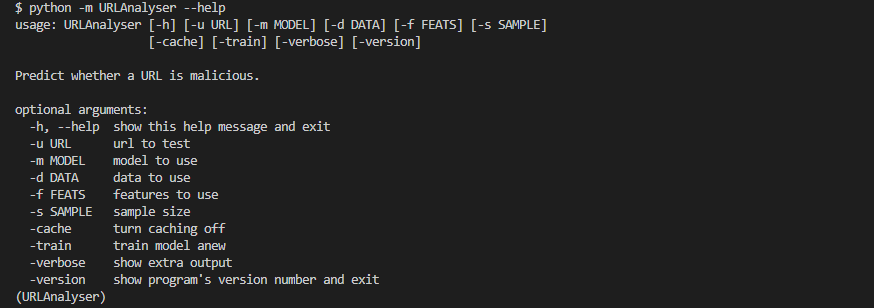 $ python -m URLAnalyser --help
usage: URLAnalyser [-h] [-u URL] [-m MODEL] [-d DATA] [-f FEATS] [-s SAMPLE]
                   [-cache] [-train] [-verbose] [-version]

Predict whether a URL is malicious.

optional arguments:
  -h, --help  show this help message and exit
  -u URL      url to test
  -m MODEL    model to use
  -d DATA     data to use
  -f FEATS    features to use
  -s SAMPLE   sample size
  -cache      turn caching off
  -train      train model anew
  -verbose    show extra output
  -version    show program's version number and exit
(URLAnalyser)